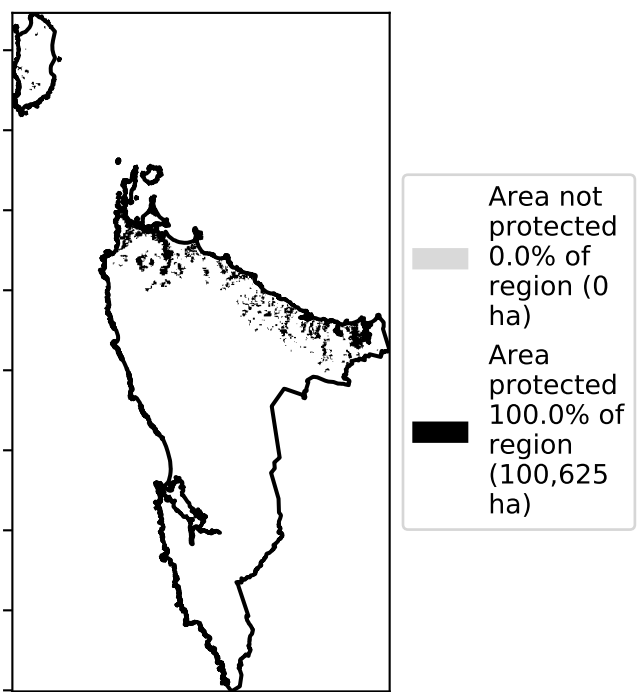 Area not
protected
0.0% of
region (0
ha)
Area
protected
100.0% of
region
(100,625
ha)